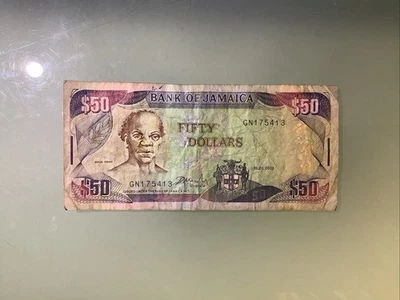 BANK OF JAMAICA
$50
$50
FIFTY
DOLLARS
GN175413
GN175413
$50
$50